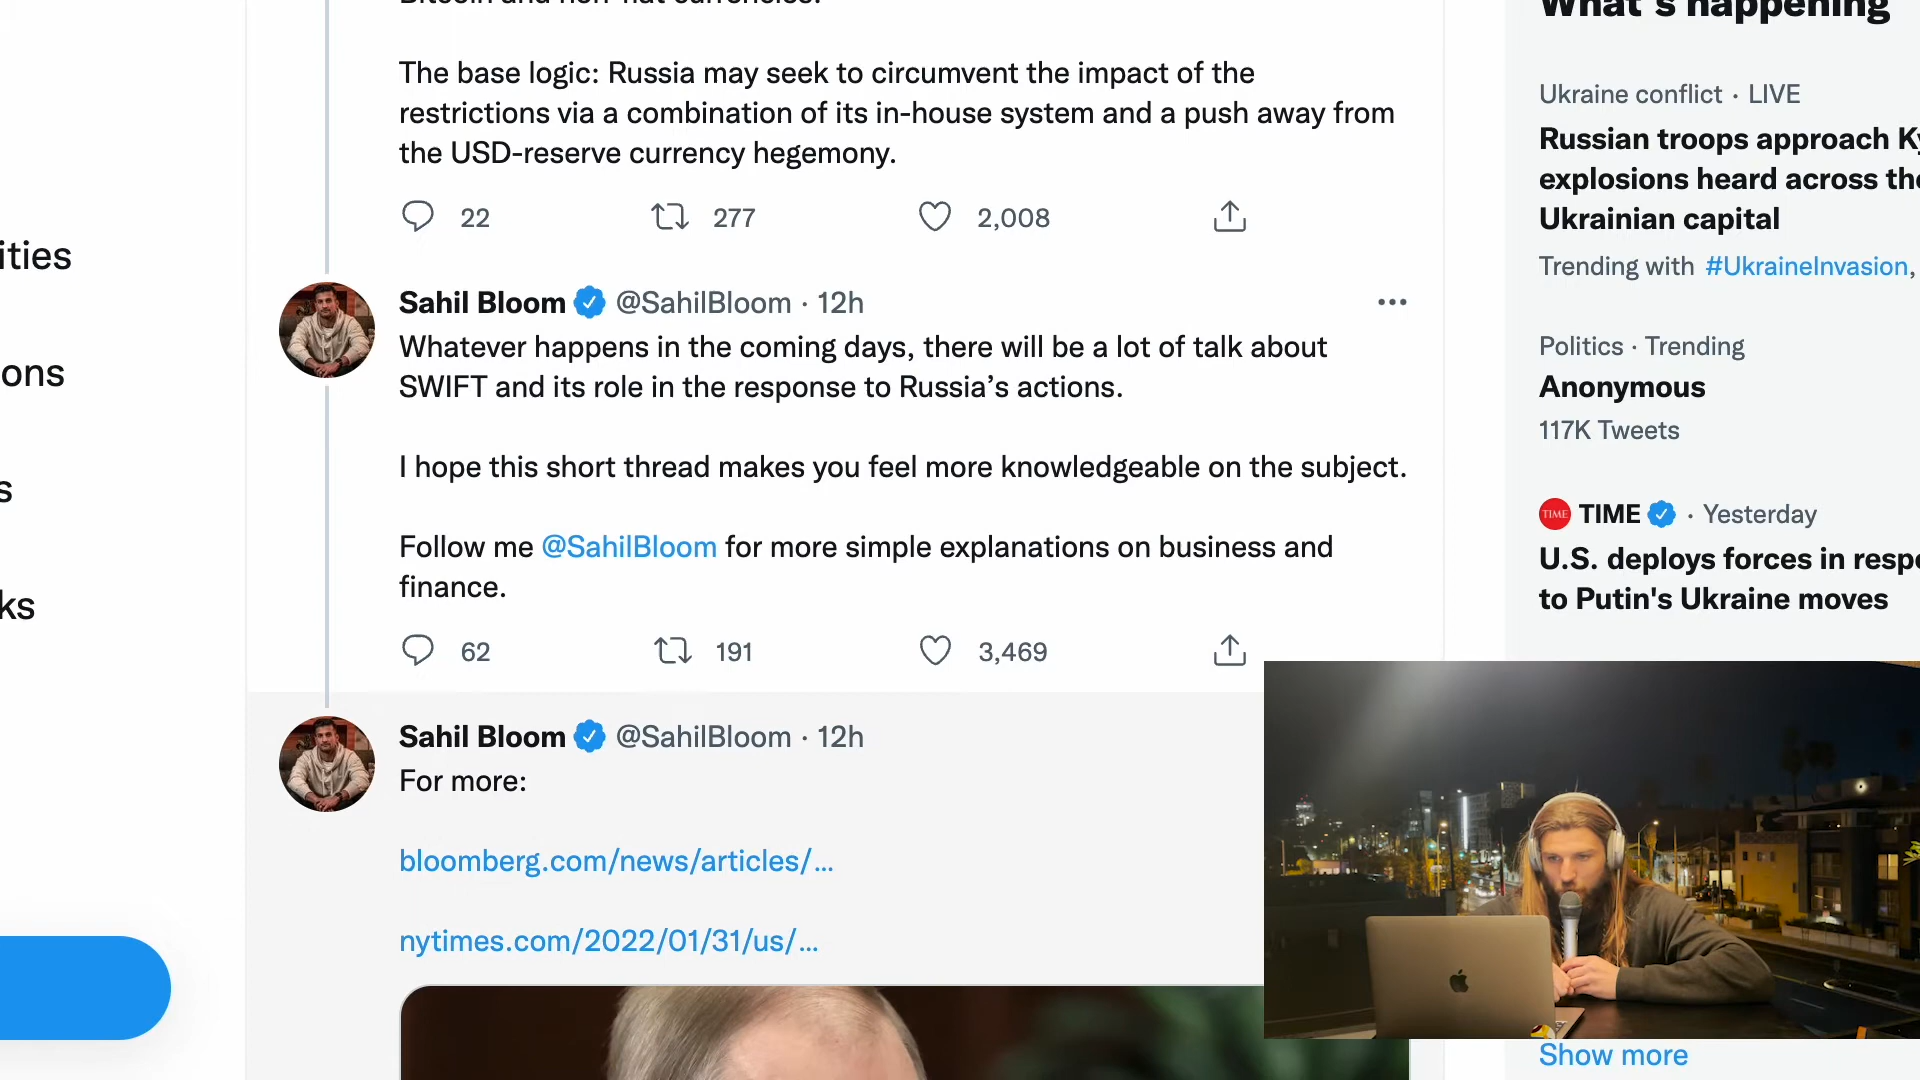 The base logic: Russia may seek to circumvent the impact of the
restrictions via a combination of its in-house system and a push away from
the USD-reserve currency hegemony.
22 277 2,008
Sahil Bloom @SahilBloom · 12h
Whatever happens in the coming days, there will be a lot of talk about
SWIFT and its role in the response to Russia’s actions.
I hope this short thread makes you feel more knowledgeable on the subject.
Follow me @SahilBloom for more simple explanations on business and
finance.
62 191 3,469
Sahil Bloom @SahilBloom · 12h
For more:
bloomberg.com/news/articles/...
nytimes.com/2022/01/31/us/...
ities
ons
s
ks
What's happening
Ukraine conflict · LIVE
Russian troops approach Ky
explosions heard across the
Ukrainian capital
Trending with #UkraineInvasion,
Politics · Trending
Anonymous
117K Tweets
TIME TIME · Yesterday
U.S. deploys forces in respo
to Putin's Ukraine moves
Show more